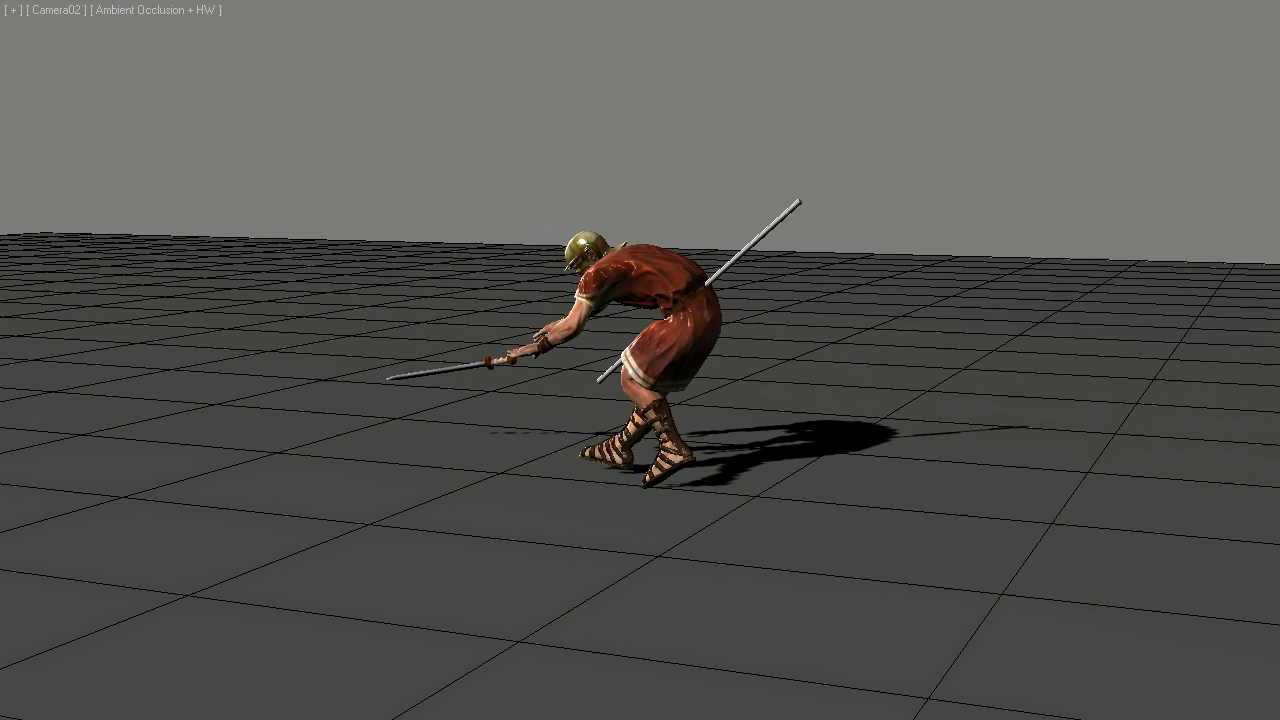 [ + ] [ Camera02 ] [ Ambient Occlusion + HW ]